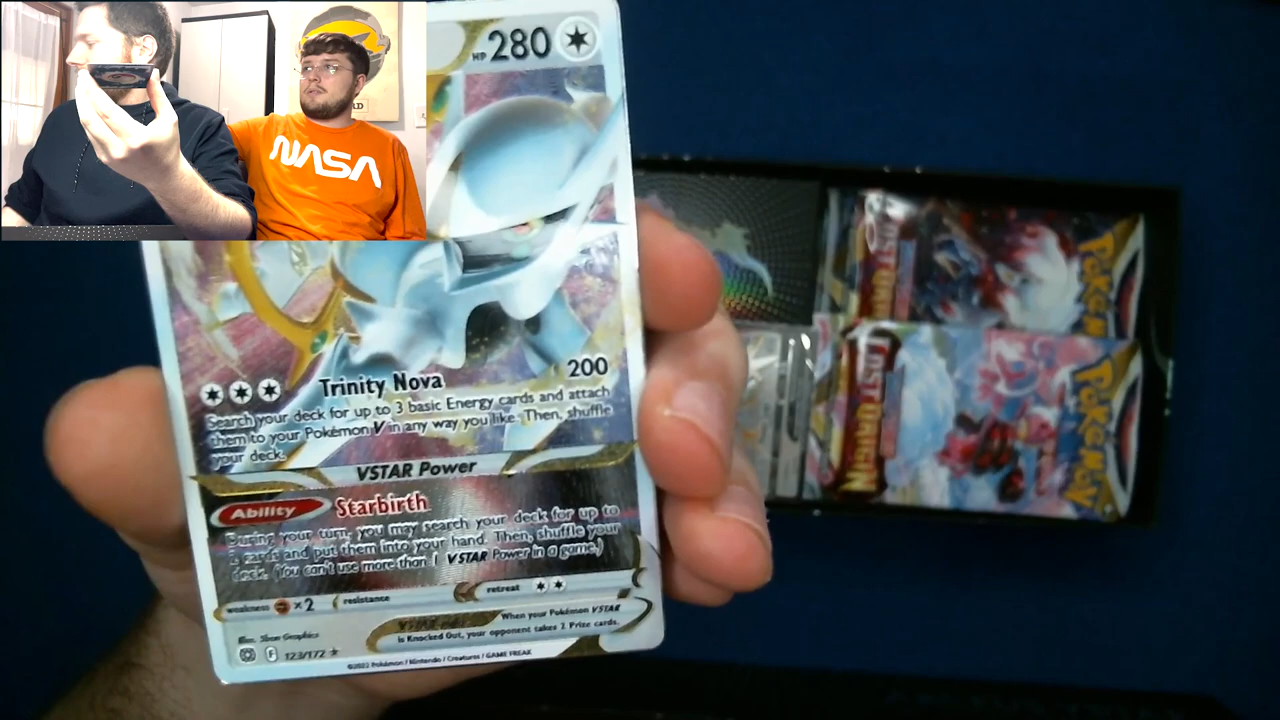 HP 280
NASA
Trinity Nova 200
Search your deck for up to 3 basic Energy cards and attach
them to your Pokémon V in any way you like. Then, shuffle
your deck.
VSTAR Power
Ability Starbirth
During your turn, you may search your deck for up to
2 cards and put them into your hand. Then, shuffle your
deck. (You can't use more than 1 VSTAR Power in a game.)
weakness ×2 resistance retreat
When your Pokémon VSTAR
is Knocked Out, your opponent takes 2 Prize cards.
Illus. 5ban Graphics
F 123/172
©2022 Pokémon / Nintendo / Creatures / GAME FREAK
LOST ORIGIN
POKéMON
LOST ORIGIN
POKéMON